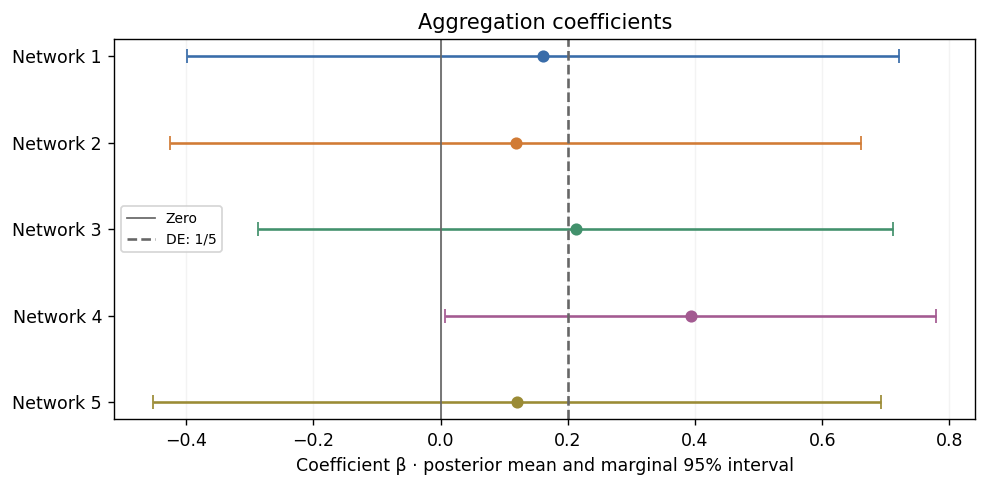 Aggregation coefficients
Network 1
Network 2
Network 3
Network 4
Network 5
Zero
DE: 1/5
−0.4 −0.2 0.0 0.2 0.4 0.6 0.8
Coefficient β · posterior mean and marginal 95% interval